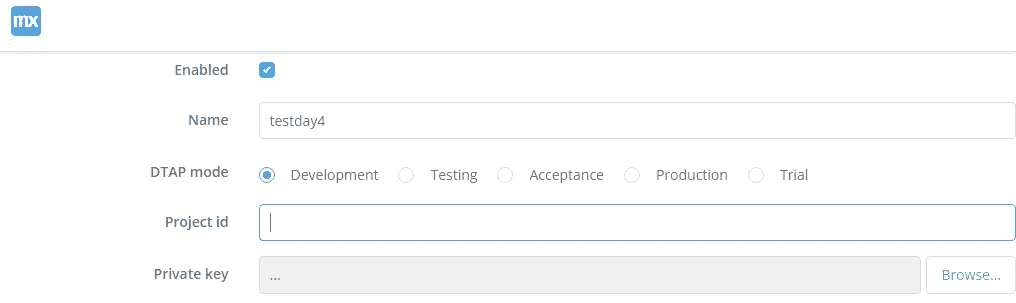 mx
Enabled
Name testday4
DTAP mode Development Testing Acceptance Production Trial
Project id
Private key ... Browse...